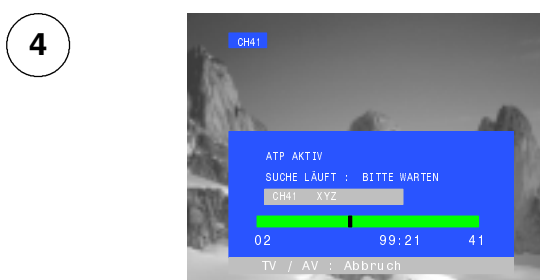 4
CH41
ATP AKTIV
SUCHE LÄUFT : BITTE WARTEN
CH41 XYZ
02 99:21 41
TV / AV : Abbruch